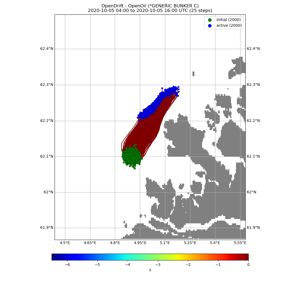 OpenDrift - OpenOil (*GENERIC BUNKER C)
2020-10-05 04:00 to 2020-10-05 16:00 UTC (25 steps)
initial (2000)
active (2000)
62.4°N 62.4°N
62.3°N 62.3°N
62.2°N 62.2°N
62.1°N 62.1°N
62°N 62°N
61.9°N 61.9°N
4.5°E 4.65°E 4.8°E 4.95°E 5.1°E 5.25°E 5.4°E 5.55°E
−6 −5 −4 −3 −2 −1 0
z